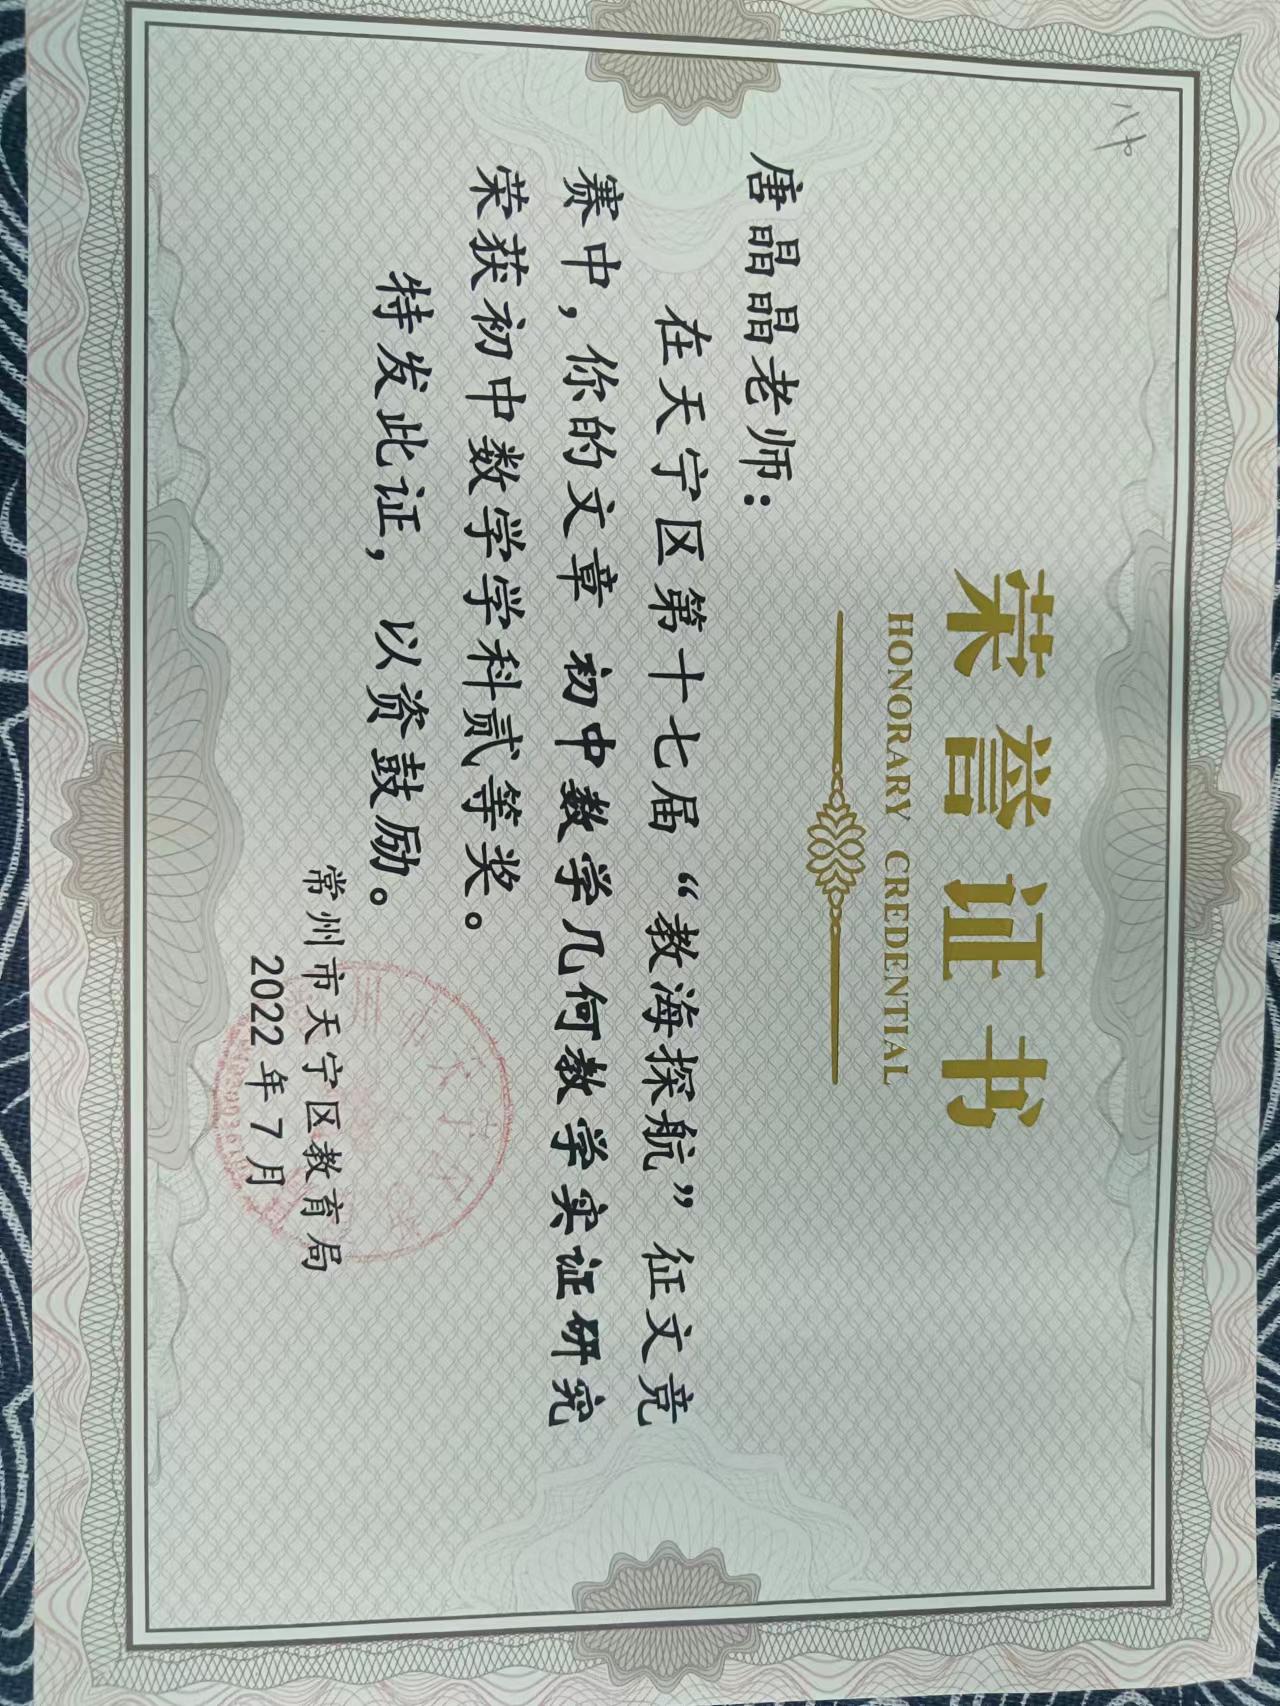 八中
荣誉证书
HONORARY CREDENTIAL
唐晶晶老师：
在天宁区第十七届“教海探航”征文竞
赛中，你的文章 初中数学几何教学实证研究
荣获初中数学学科贰等奖。
特发此证，以资鼓励。
常州市天宁区教育局
2022年7月